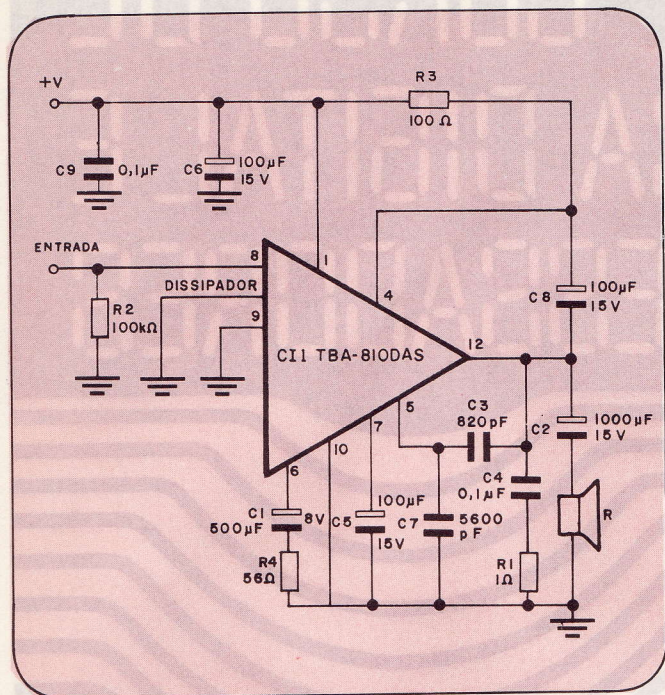 +V
R3
100 Ω
C9
0,1µF
C6
100µF
15 V
ENTRADA
8
1
4
DISSIPADOR
R2
100kΩ
9
C8
100µF
15V
12
CI1 TBA-810DAS
5
C3
820pF
7
10
6
C2
1000µF
15V
C4
0,1µF
C1
500µF
8V
C5
100µF
15V
C7
5600
pF
R
R4
56Ω
R1
1Ω